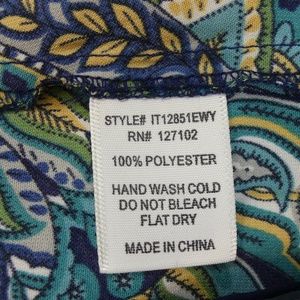 STYLE# IT12851EWY
RN# 127102
100% POLYESTER
HAND WASH COLD
DO NOT BLEACH
FLAT DRY
MADE IN CHINA